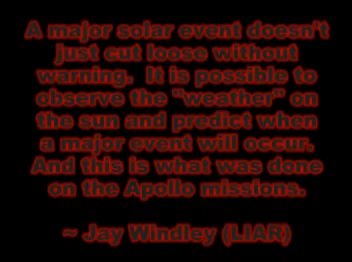 A major solar event doesn't
just cut loose without
warning.  It is possible to
observe the "weather" on
the sun and predict when
a major event will occur.
And this is what was done
on the Apollo missions.

~ Jay Windley (LIAR)